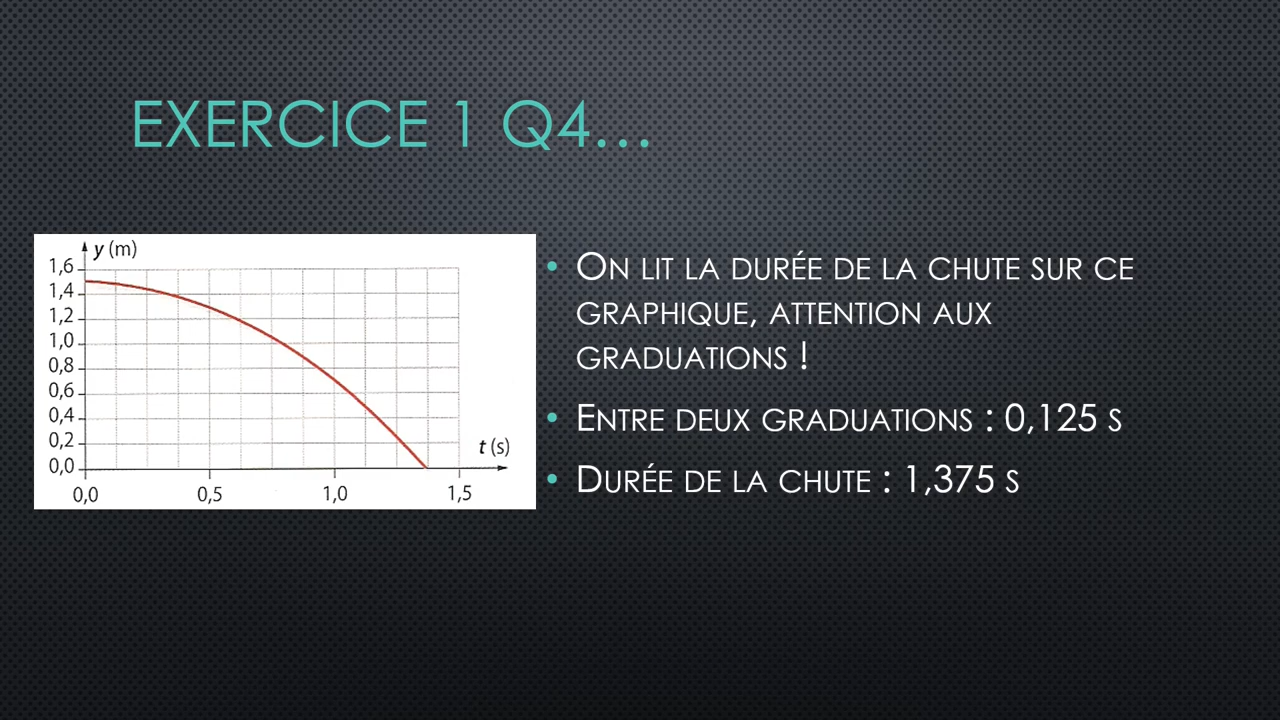 EXERCICE 1 Q4…
y (m)
1,6
1,4
1,2
1,0
0,8
0,6
0,4
0,2
0,0
t (s)
0,0 0,5 1,0 1,5
• ON LIT LA DURÉE DE LA CHUTE SUR CE
GRAPHIQUE, ATTENTION AUX
GRADUATIONS !
• ENTRE DEUX GRADUATIONS : 0,125 S
• DURÉE DE LA CHUTE : 1,375 S